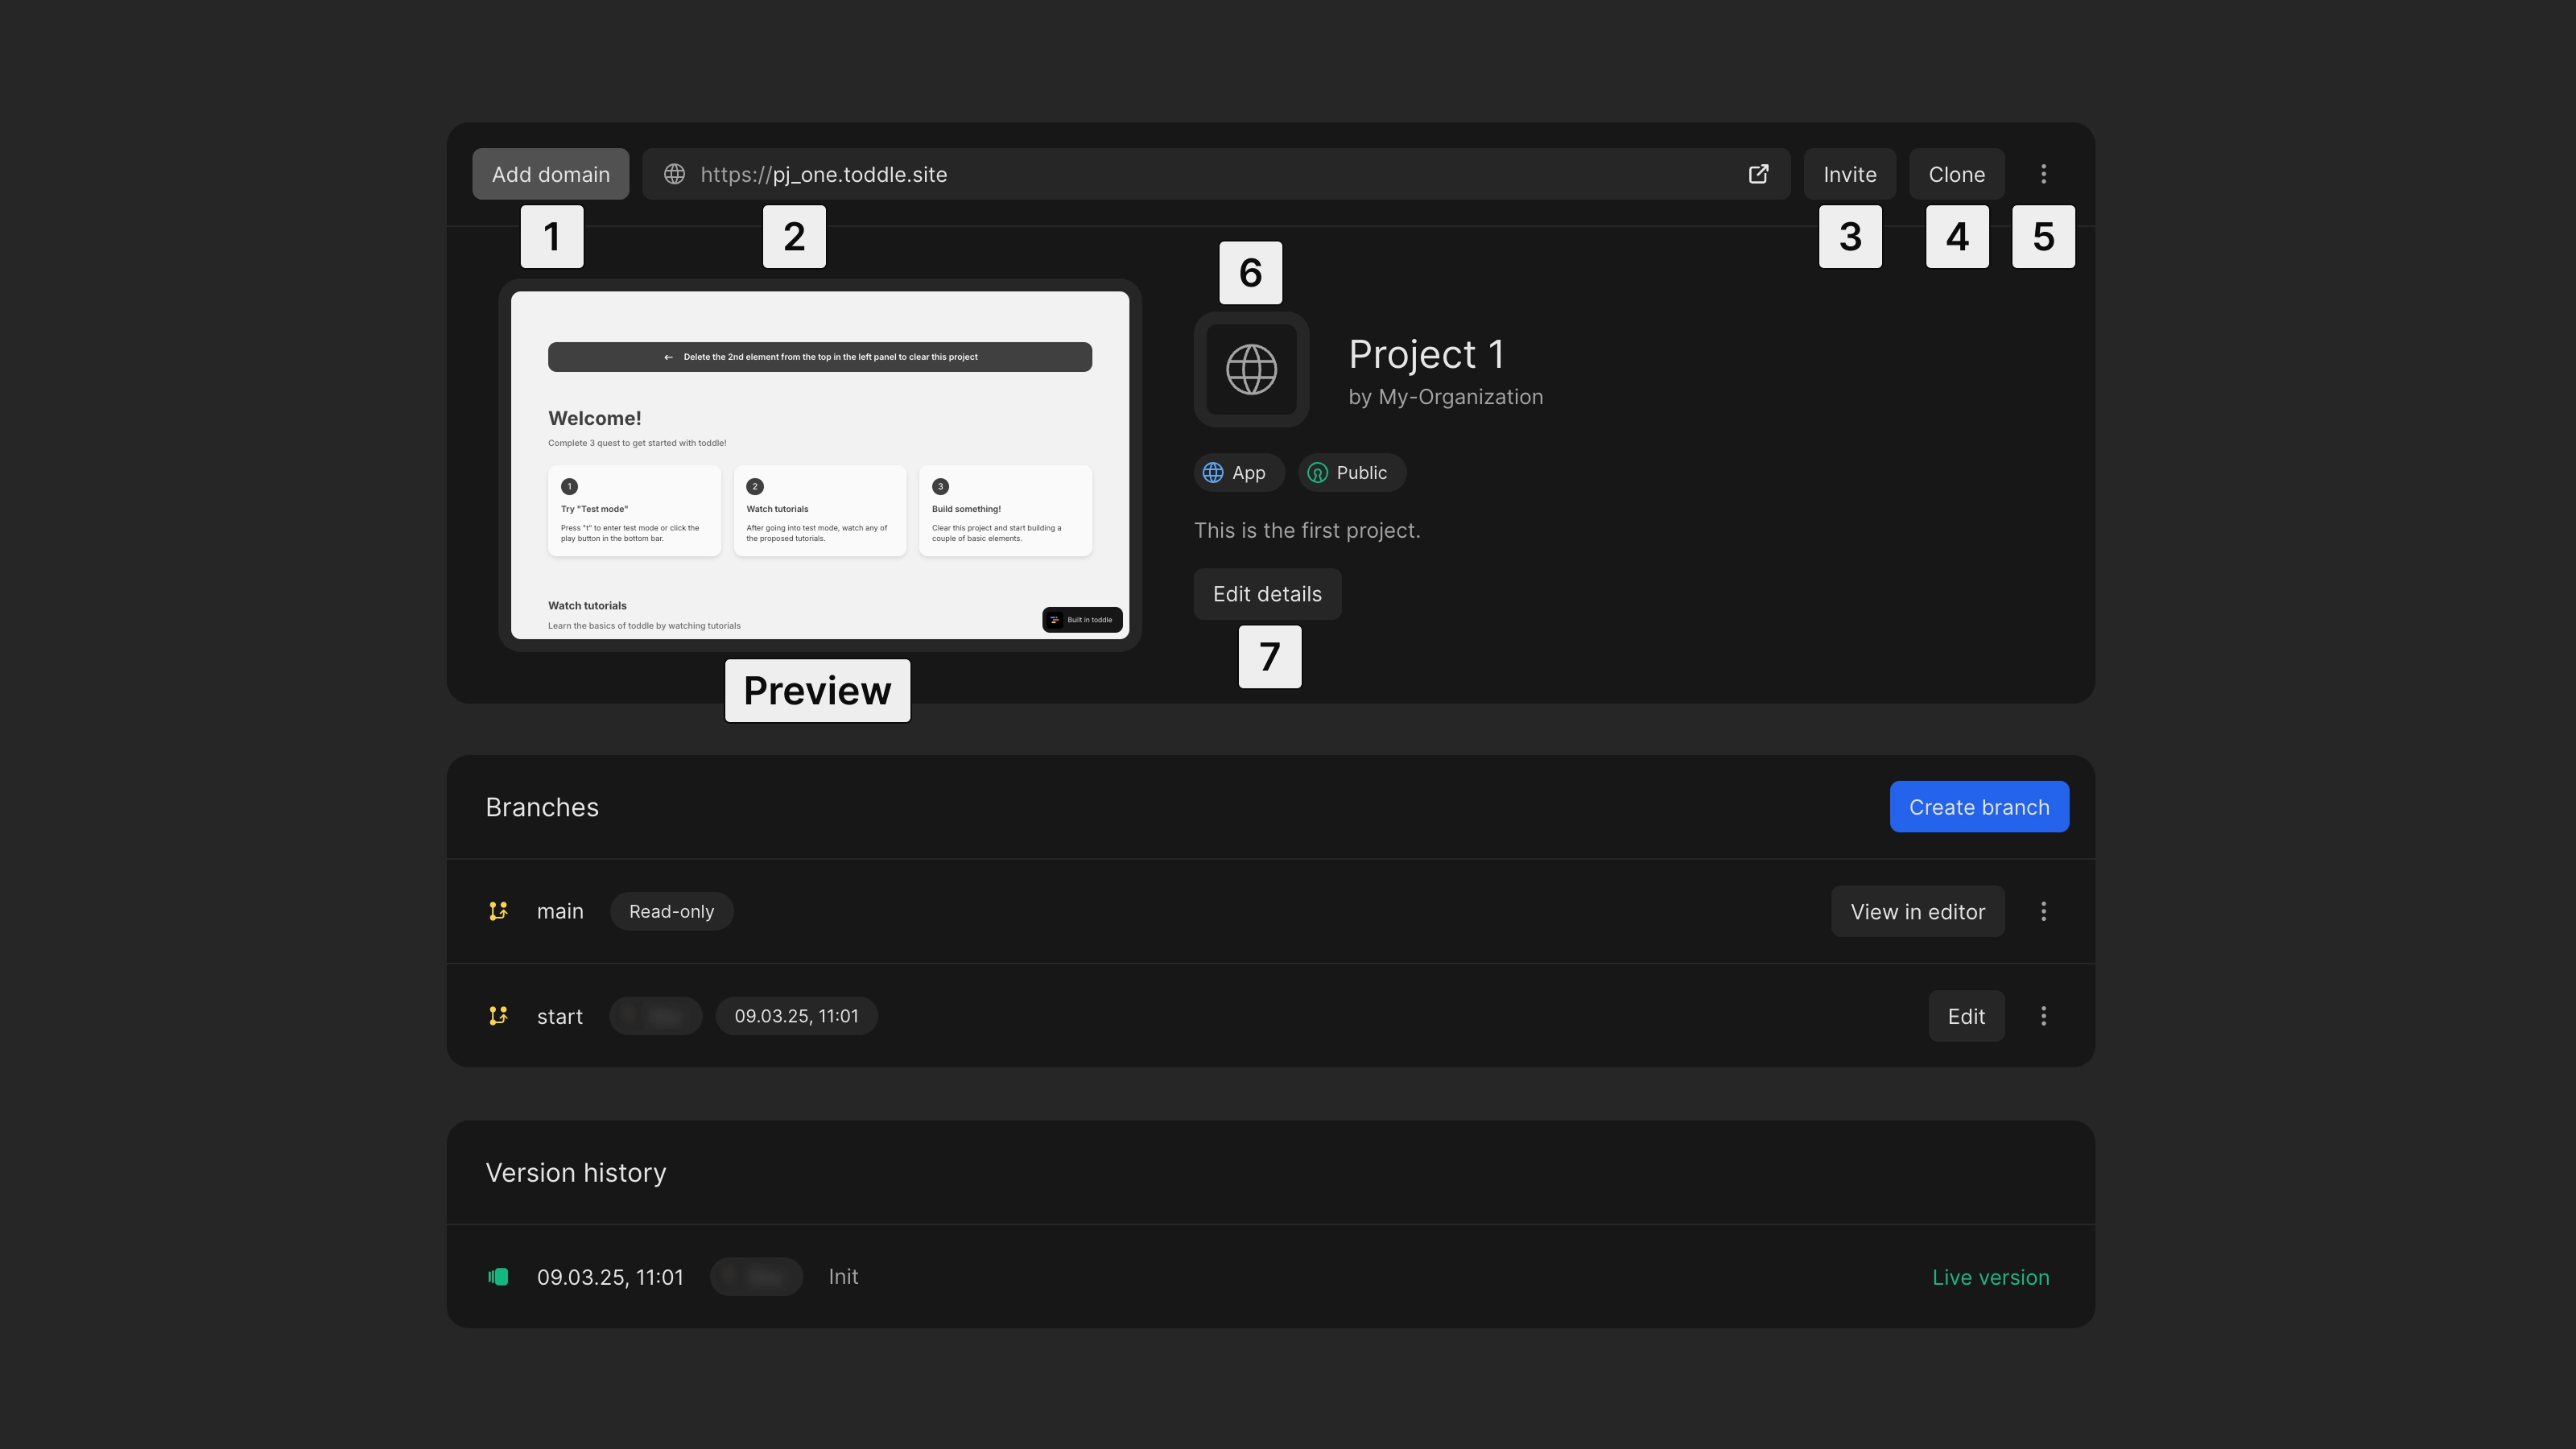 Add domain
https://pj_one.toddle.site
Invite
Clone
1
2
3
4
5
6
← Delete the 2nd element from the top in the left panel to clear this project
Welcome!
Complete 3 quest to get started with toddle!
1
Try "Test mode"
Press "t" to enter test mode or click the
play button in the bottom bar.
2
Watch tutorials
After going into test mode, watch any of
the proposed tutorials.
3
Build something!
Clear this project and start building a
couple of basic elements.
Watch tutorials
Learn the basics of toddle by watching tutorials
Built in toddle
Preview
Project 1
by My-Organization
App
Public
This is the first project.
Edit details
7
Branches
Create branch
main
Read-only
View in editor
start
09.03.25, 11:01
Edit
Version history
09.03.25, 11:01
Init
Live version